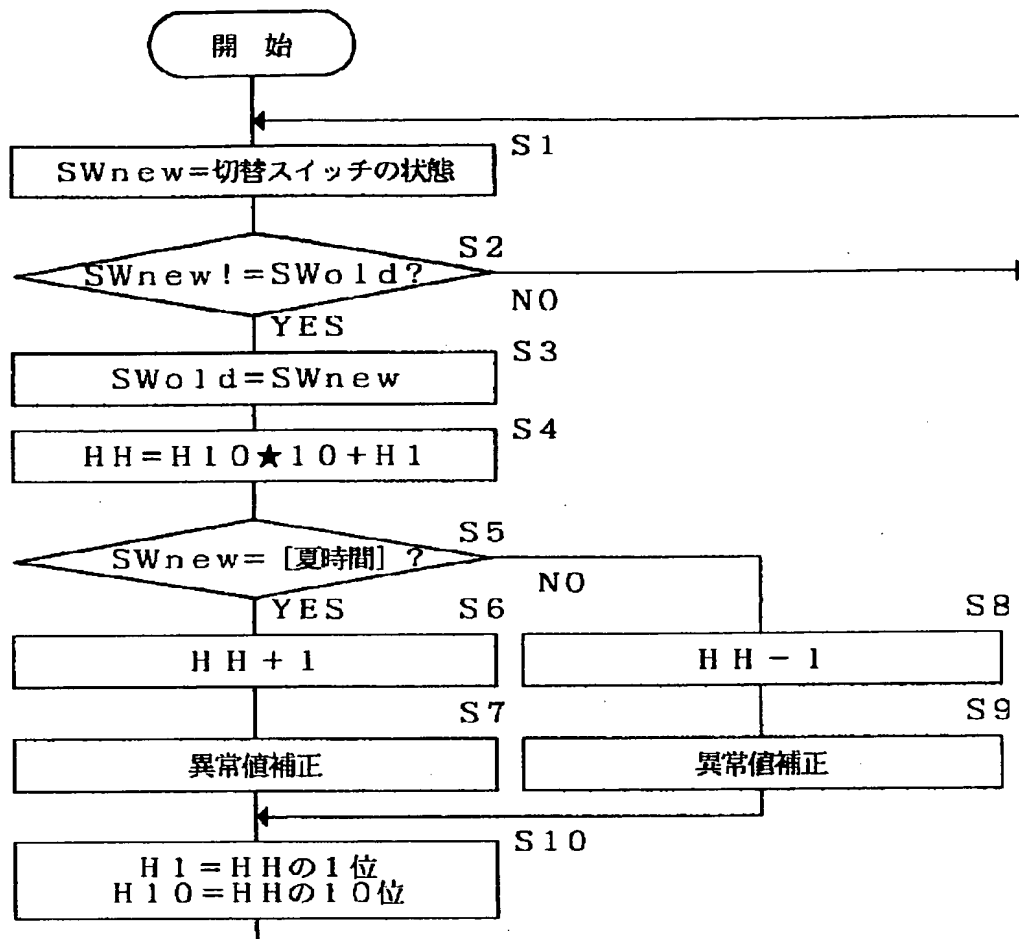 開 始
S1
SWnew=切替スイッチの状態
S2
SWnew!=SWold?
NO
YES
S3
SWold=SWnew
S4
HH=H10★10+H1
S5
SWnew=［夏時間］?
NO
YES
S6
HH+1
S8
HH-1
S7
異常値補正
S9
異常値補正
S10
H1=HHの1位
H10=HHの10位